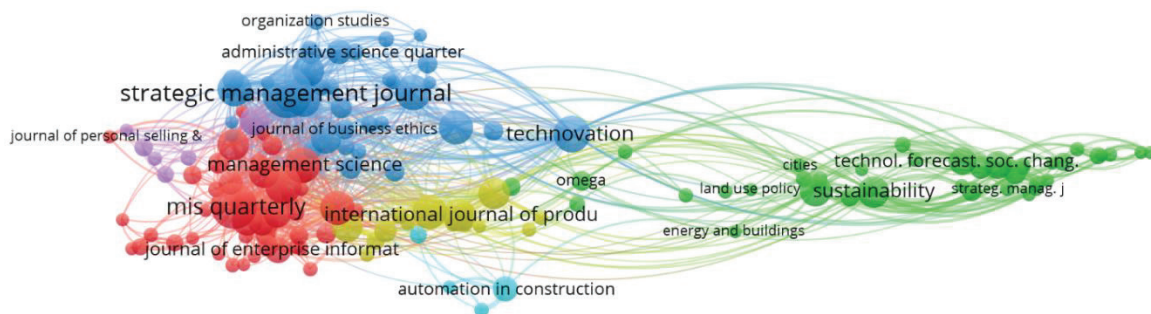 organization studies
administrative science quarter
strategic management journal
journal of personal selling &
journal of business ethics
technovation
management science
cities
technol. forecast. soc. chang.
omega
land use policy
sustainability
strateg. manag. j
mis quarterly
international journal of produ
energy and buildings
journal of enterprise informat
automation in construction